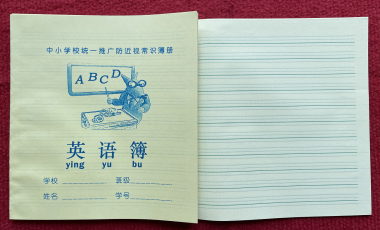 中小学校统一推广防近视常识簿册
A B C D
英语簿
ying yu bu
学校 班级
姓名 学号